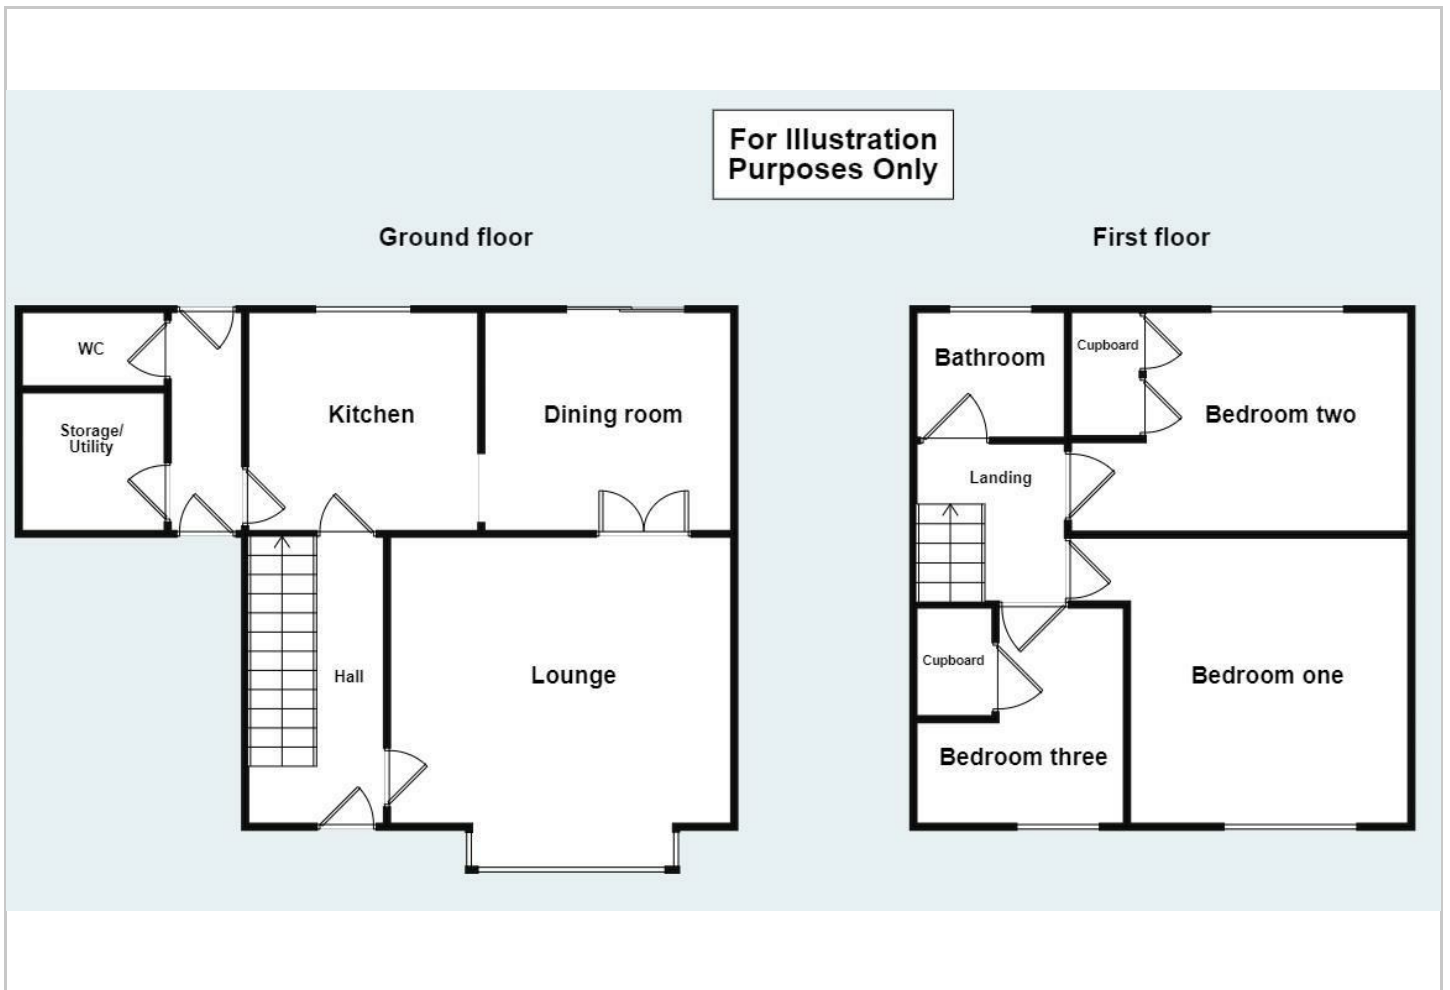 For Illustration
Purposes Only
Ground floor
First floor
WC
Storage/
Utility
Kitchen
Dining room
Hall
Lounge
Bathroom
Cupboard
Bedroom two
Landing
Cupboard
Bedroom one
Bedroom three